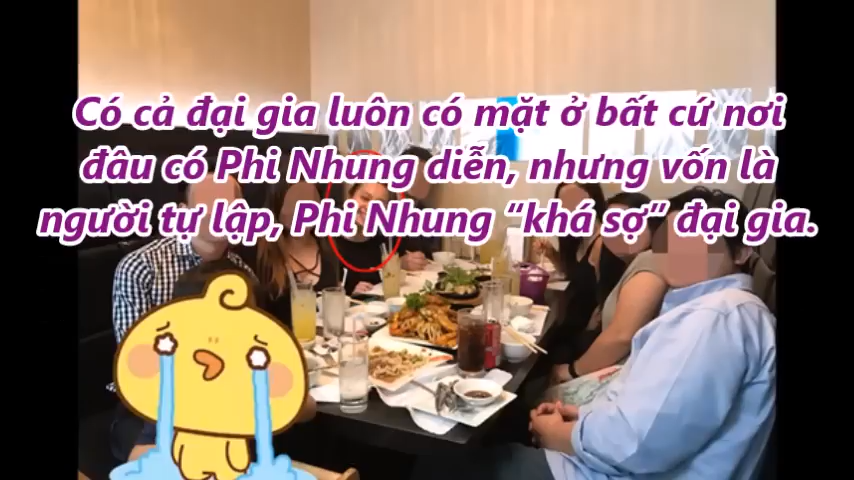 Có cả đại gia luôn có mặt ở bất cứ nơi
đâu có Phi Nhung diễn, nhưng vốn là
người tự lập, Phi Nhung “khá sợ” đại gia.